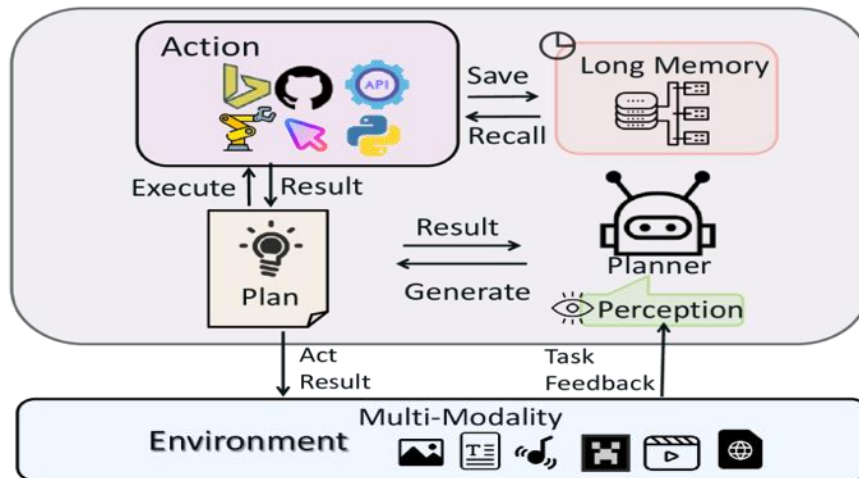 Action
API
Save
Recall
Long Memory
Execute
Result
Plan
Result
Generate
Planner
Perception
Act
Result
Task
Feedback
Multi-Modality
Environment
T